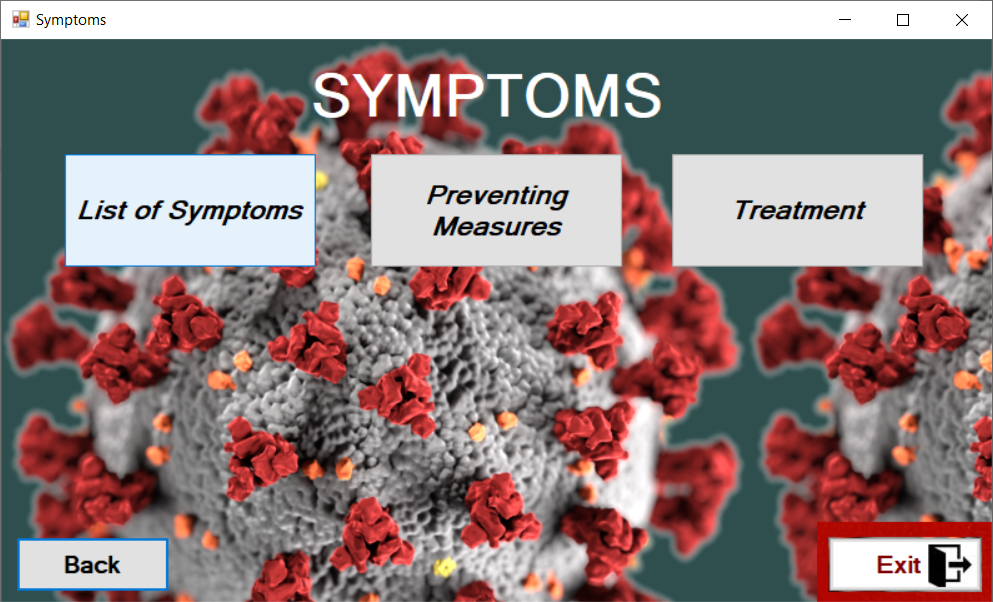 Symptoms
SYMPTOMS
List of Symptoms
Preventing
Measures
Treatment
Back
Exit